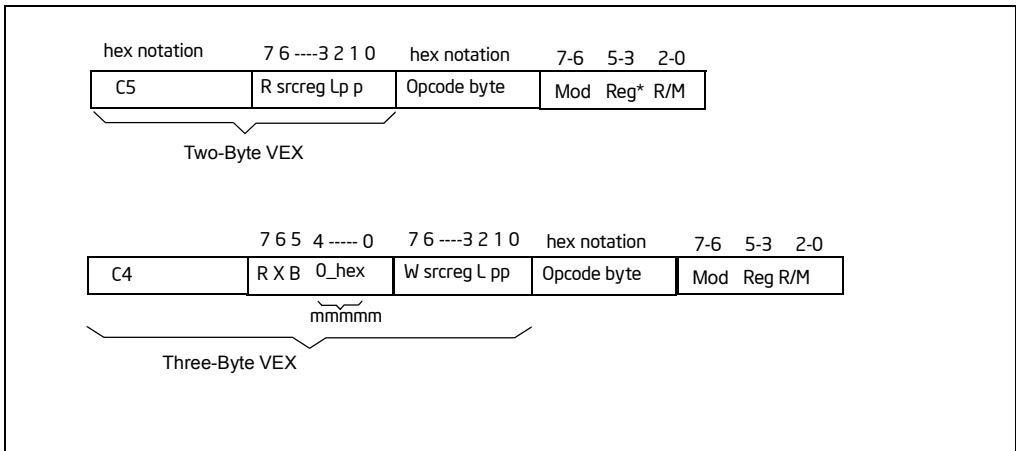 hex notation 7 6 ----3 2 1 0 hex notation 7-6 5-3 2-0
C5 R srcreg Lp p Opcode byte Mod Reg* R/M
Two-Byte VEX
7 6 5 4 ----- 0 7 6 ----3 2 1 0 hex notation 7-6 5-3 2-0
C4 R X B 0_hex W srcreg L pp Opcode byte Mod Reg R/M
mmmmm
Three-Byte VEX